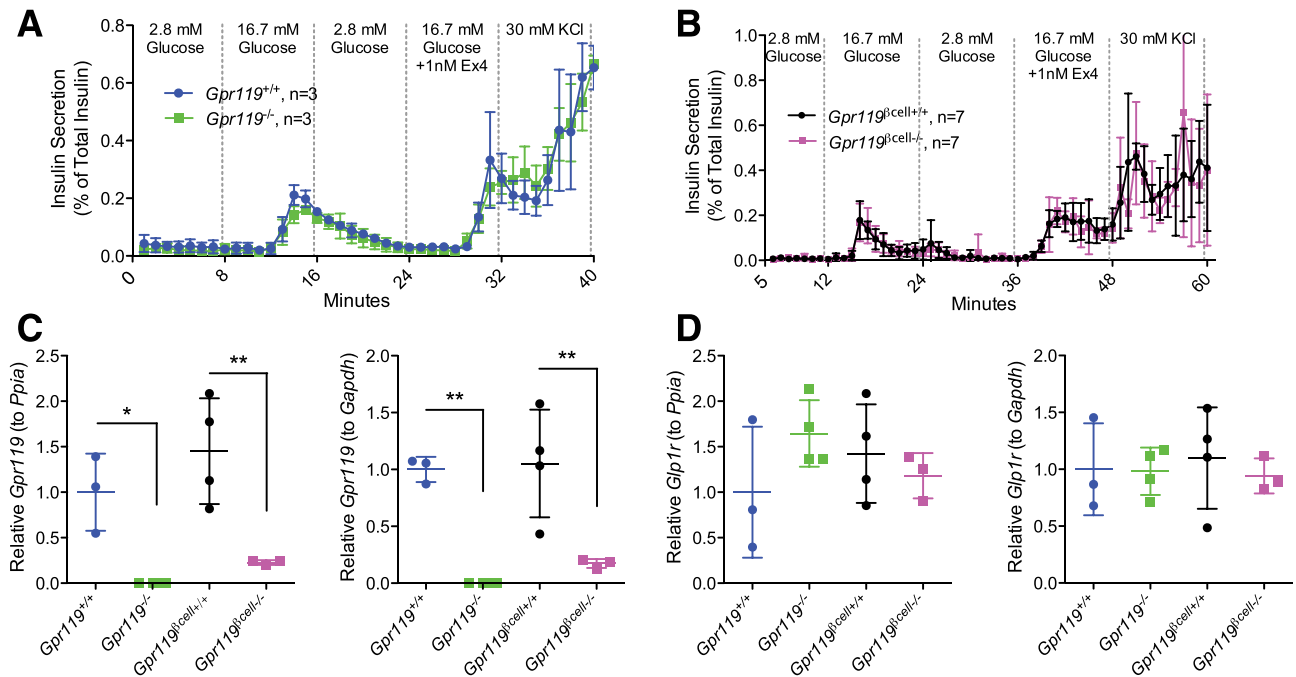 A
2.8 mM
Glucose
16.7 mM
Glucose
2.8 mM
Glucose
16.7 mM
Glucose
+1nM Ex4
30 mM KCl
Gpr119+/+, n=3
Gpr119-/-, n=3
Insulin Secretion
(% of Total Insulin)
0.8
0.6
0.4
0.2
0.0
0
8
16
24
32
40
Minutes
B
2.8 mM
Glucose
16.7 mM
Glucose
2.8 mM
Glucose
16.7 mM
Glucose
+1nM Ex4
30 mM KCl
Gpr119βcell+/+, n=7
Gpr119βcell-/-, n=7
Insulin Secretion
(% of Total Insulin)
1.0
0.8
0.6
0.4
0.2
0.0
5
12
24
36
48
60
Minutes
C
Relative Gpr119 (to Ppia)
2.5
2.0
1.5
1.0
0.5
0.0
*
**
Gpr119+/+
Gpr119-/-
Gpr119βcell+/+
Gpr119βcell-/-
Relative Gpr119 (to Gapdh)
2.0
1.5
1.0
0.5
0.0
**
**
Gpr119+/+
Gpr119-/-
Gpr119βcell+/+
Gpr119βcell-/-
D
Relative Glp1r (to Ppia)
2.5
2.0
1.5
1.0
0.5
0.0
Gpr119+/+
Gpr119-/-
Gpr119βcell+/+
Gpr119βcell-/-
Relative Glp1r (to Gapdh)
2.0
1.5
1.0
0.5
0.0
Gpr119+/+
Gpr119-/-
Gpr119βcell+/+
Gpr119βcell-/-